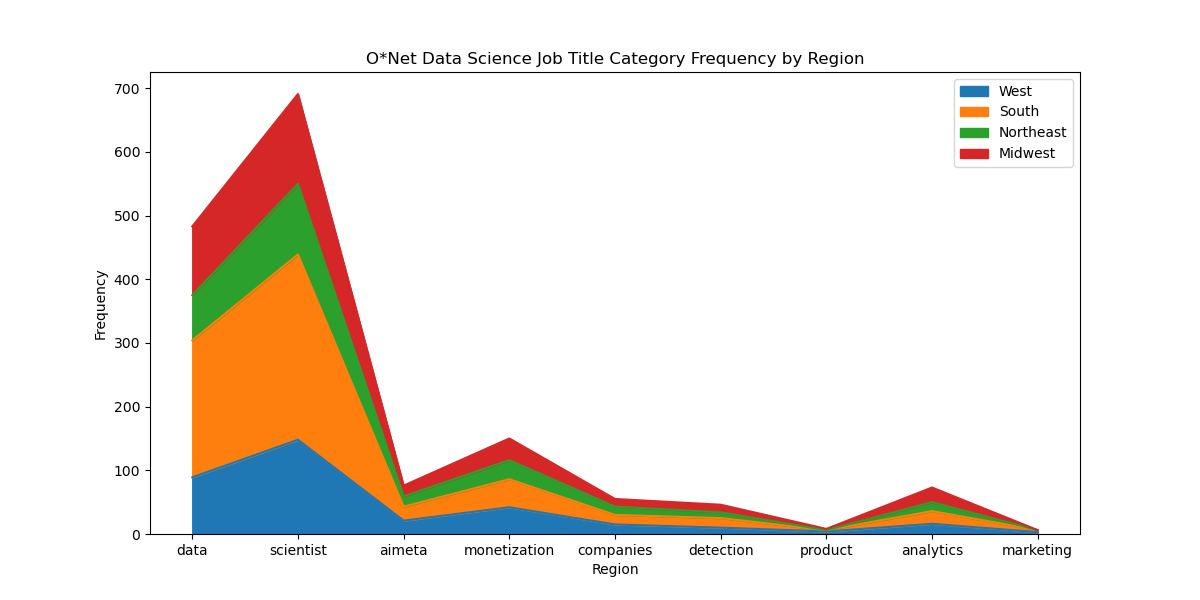 O*Net Data Science Job Title Category Frequency by Region
West
South
Northeast
Midwest
700
600
500
400
300
200
100
0
Frequency
data scientist aimeta monetization companies detection product analytics marketing
Region